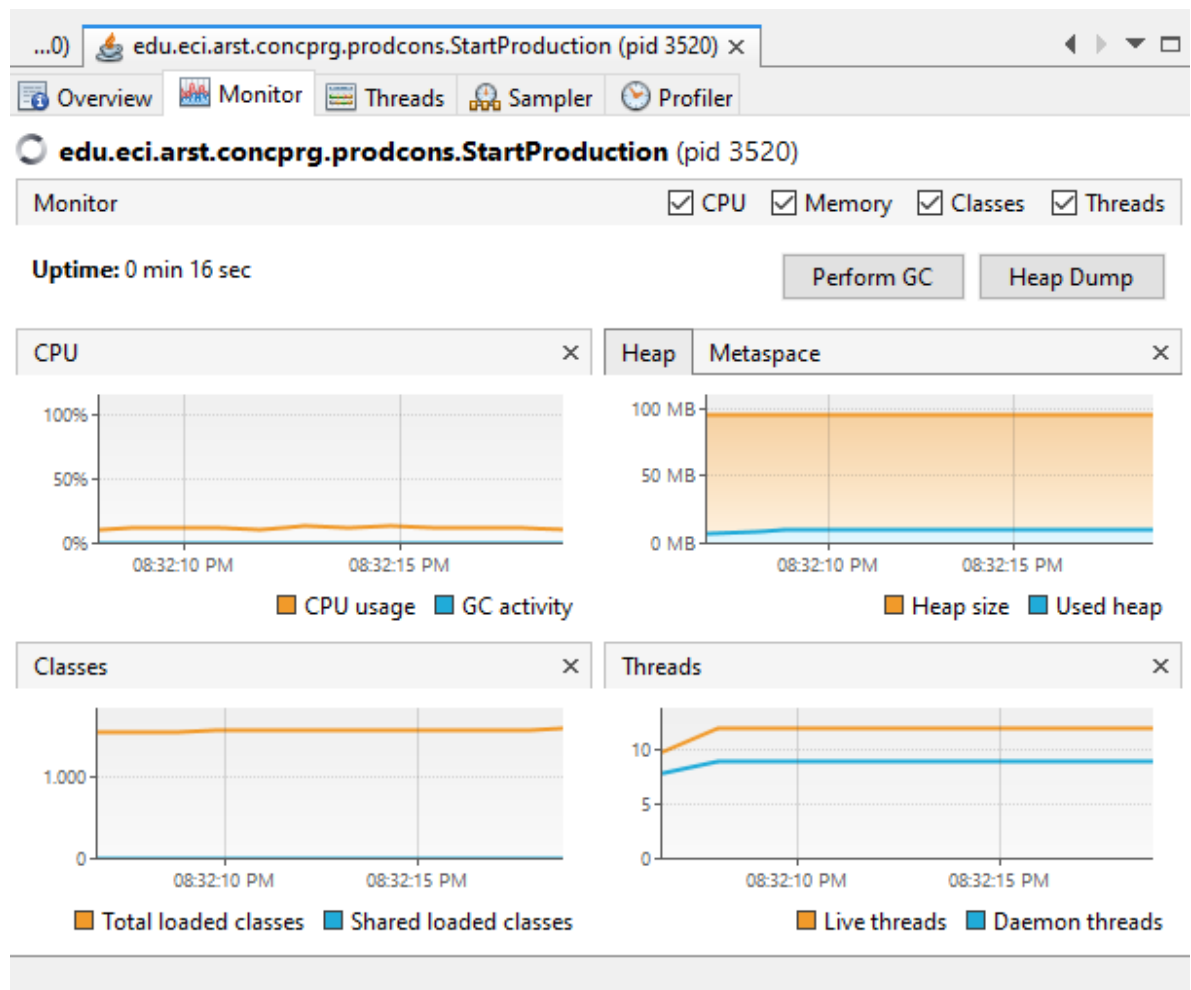 ...0) edu.eci.arst.concprg.prodcons.StartProduction (pid 3520)
Overview Monitor Threads Sampler Profiler
edu.eci.arst.concprg.prodcons.StartProduction (pid 3520)
Monitor CPU Memory Classes Threads
Uptime: 0 min 16 sec Perform GC Heap Dump
CPU
100%
50%
0%
08:32:10 PM 08:32:15 PM
CPU usage GC activity
Heap Metaspace
100 MB
50 MB
0 MB
08:32:10 PM 08:32:15 PM
Heap size Used heap
Classes
1.000
0
08:32:10 PM 08:32:15 PM
Total loaded classes Shared loaded classes
Threads
10
5
0
08:32:10 PM 08:32:15 PM
Live threads Daemon threads